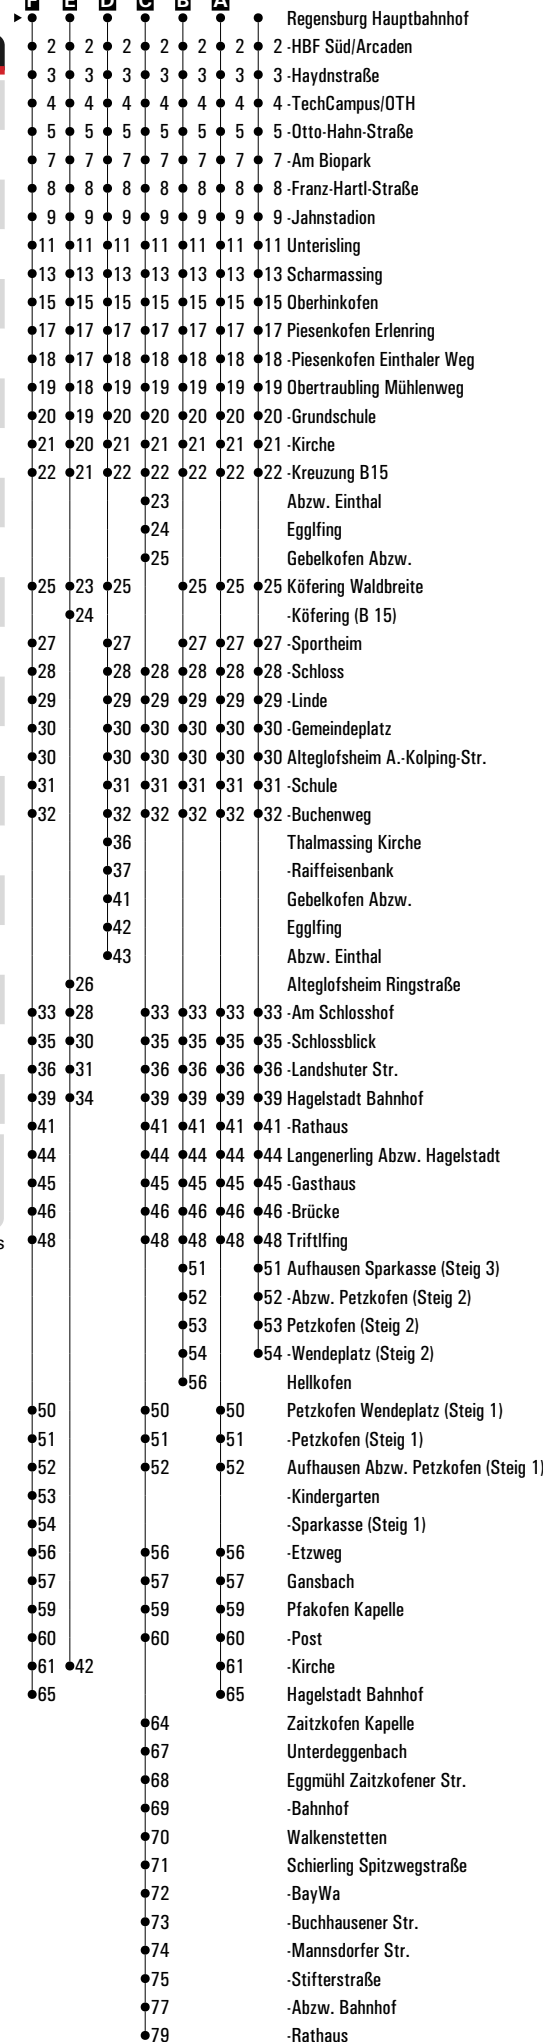 F E D C B A
Regensburg Hauptbahnhof
2 2 2 2 2 2 2 -HBF Süd/Arcaden
3 3 3 3 3 3 3 -Haydnstraße
4 4 4 4 4 4 4 -TechCampus/OTH
5 5 5 5 5 5 5 -Otto-Hahn-Straße
7 7 7 7 7 7 7 -Am Biopark
8 8 8 8 8 8 8 -Franz-Hartl-Straße
9 9 9 9 9 9 9 -Jahnstadion
11 11 11 11 11 11 11 Unterisling
13 13 13 13 13 13 13 Scharmassing
15 15 15 15 15 15 15 Oberhinkofen
17 17 17 17 17 17 17 Piesenkofen Erlenring
18 17 18 18 18 18 18 -Piesenkofen Einthaler Weg
19 18 19 19 19 19 19 Obertraubling Mühlenweg
20 19 20 20 20 20 20 -Grundschule
21 20 21 21 21 21 21 -Kirche
22 21 22 22 22 22 22 -Kreuzung B15
23 Abzw. Einthal
24 Egglfing
25 Gebelkofen Abzw.
25 23 25 25 25 25 Köfering Waldbreite
24 -Köfering (B 15)
27 27 27 27 27 -Sportheim
28 28 28 28 28 28 -Schloss
29 29 29 29 29 29 -Linde
30 30 30 30 30 30 -Gemeindeplatz
30 30 30 30 30 30 Alteglofsheim A.-Kolping-Str.
31 31 31 31 31 31 -Schule
32 32 32 32 32 32 -Buchenweg
36 Thalmassing Kirche
37 -Raiffeisenbank
41 Gebelkofen Abzw.
42 Egglfing
43 Abzw. Einthal
26 Alteglofsheim Ringstraße
33 28 33 33 33 33 -Am Schlosshof
35 30 35 35 35 35 -Schlossblick
36 31 36 36 36 36 -Landshuter Str.
39 34 39 39 39 39 Hagelstadt Bahnhof
41 41 41 41 41 -Rathaus
44 44 44 44 44 Langenerling Abzw. Hagelstadt
45 45 45 45 45 -Gasthaus
46 46 46 46 46 -Brücke
s 48 48 48 48 48 Triftlfing
51 51 Aufhausen Sparkasse (Steig 3)
52 52 -Abzw. Petzkofen (Steig 2)
53 53 Petzkofen (Steig 2)
54 54 -Wendeplatz (Steig 2)
56 Hellkofen
50 50 50 Petzkofen Wendeplatz (Steig 1)
51 51 51 -Petzkofen (Steig 1)
52 52 52 Aufhausen Abzw. Petzkofen (Steig 1)
53 -Kindergarten
54 -Sparkasse (Steig 1)
56 56 56 -Etzweg
57 57 57 Gansbach
59 59 59 Pfakofen Kapelle
60 60 60 -Post
61 42 61 -Kirche
65 65 Hagelstadt Bahnhof
64 Zaitzkofen Kapelle
67 Unterdeggenbach
68 Eggmühl Zaitzkofener Str.
69 -Bahnhof
70 Walkenstetten
71 Schierling Spitzwegstraße
72 -BayWa
73 -Buchhausener Str.
74 -Mannsdorfer Str.
75 -Stifterstraße
77 -Abzw. Bahnhof
79 -Rathaus